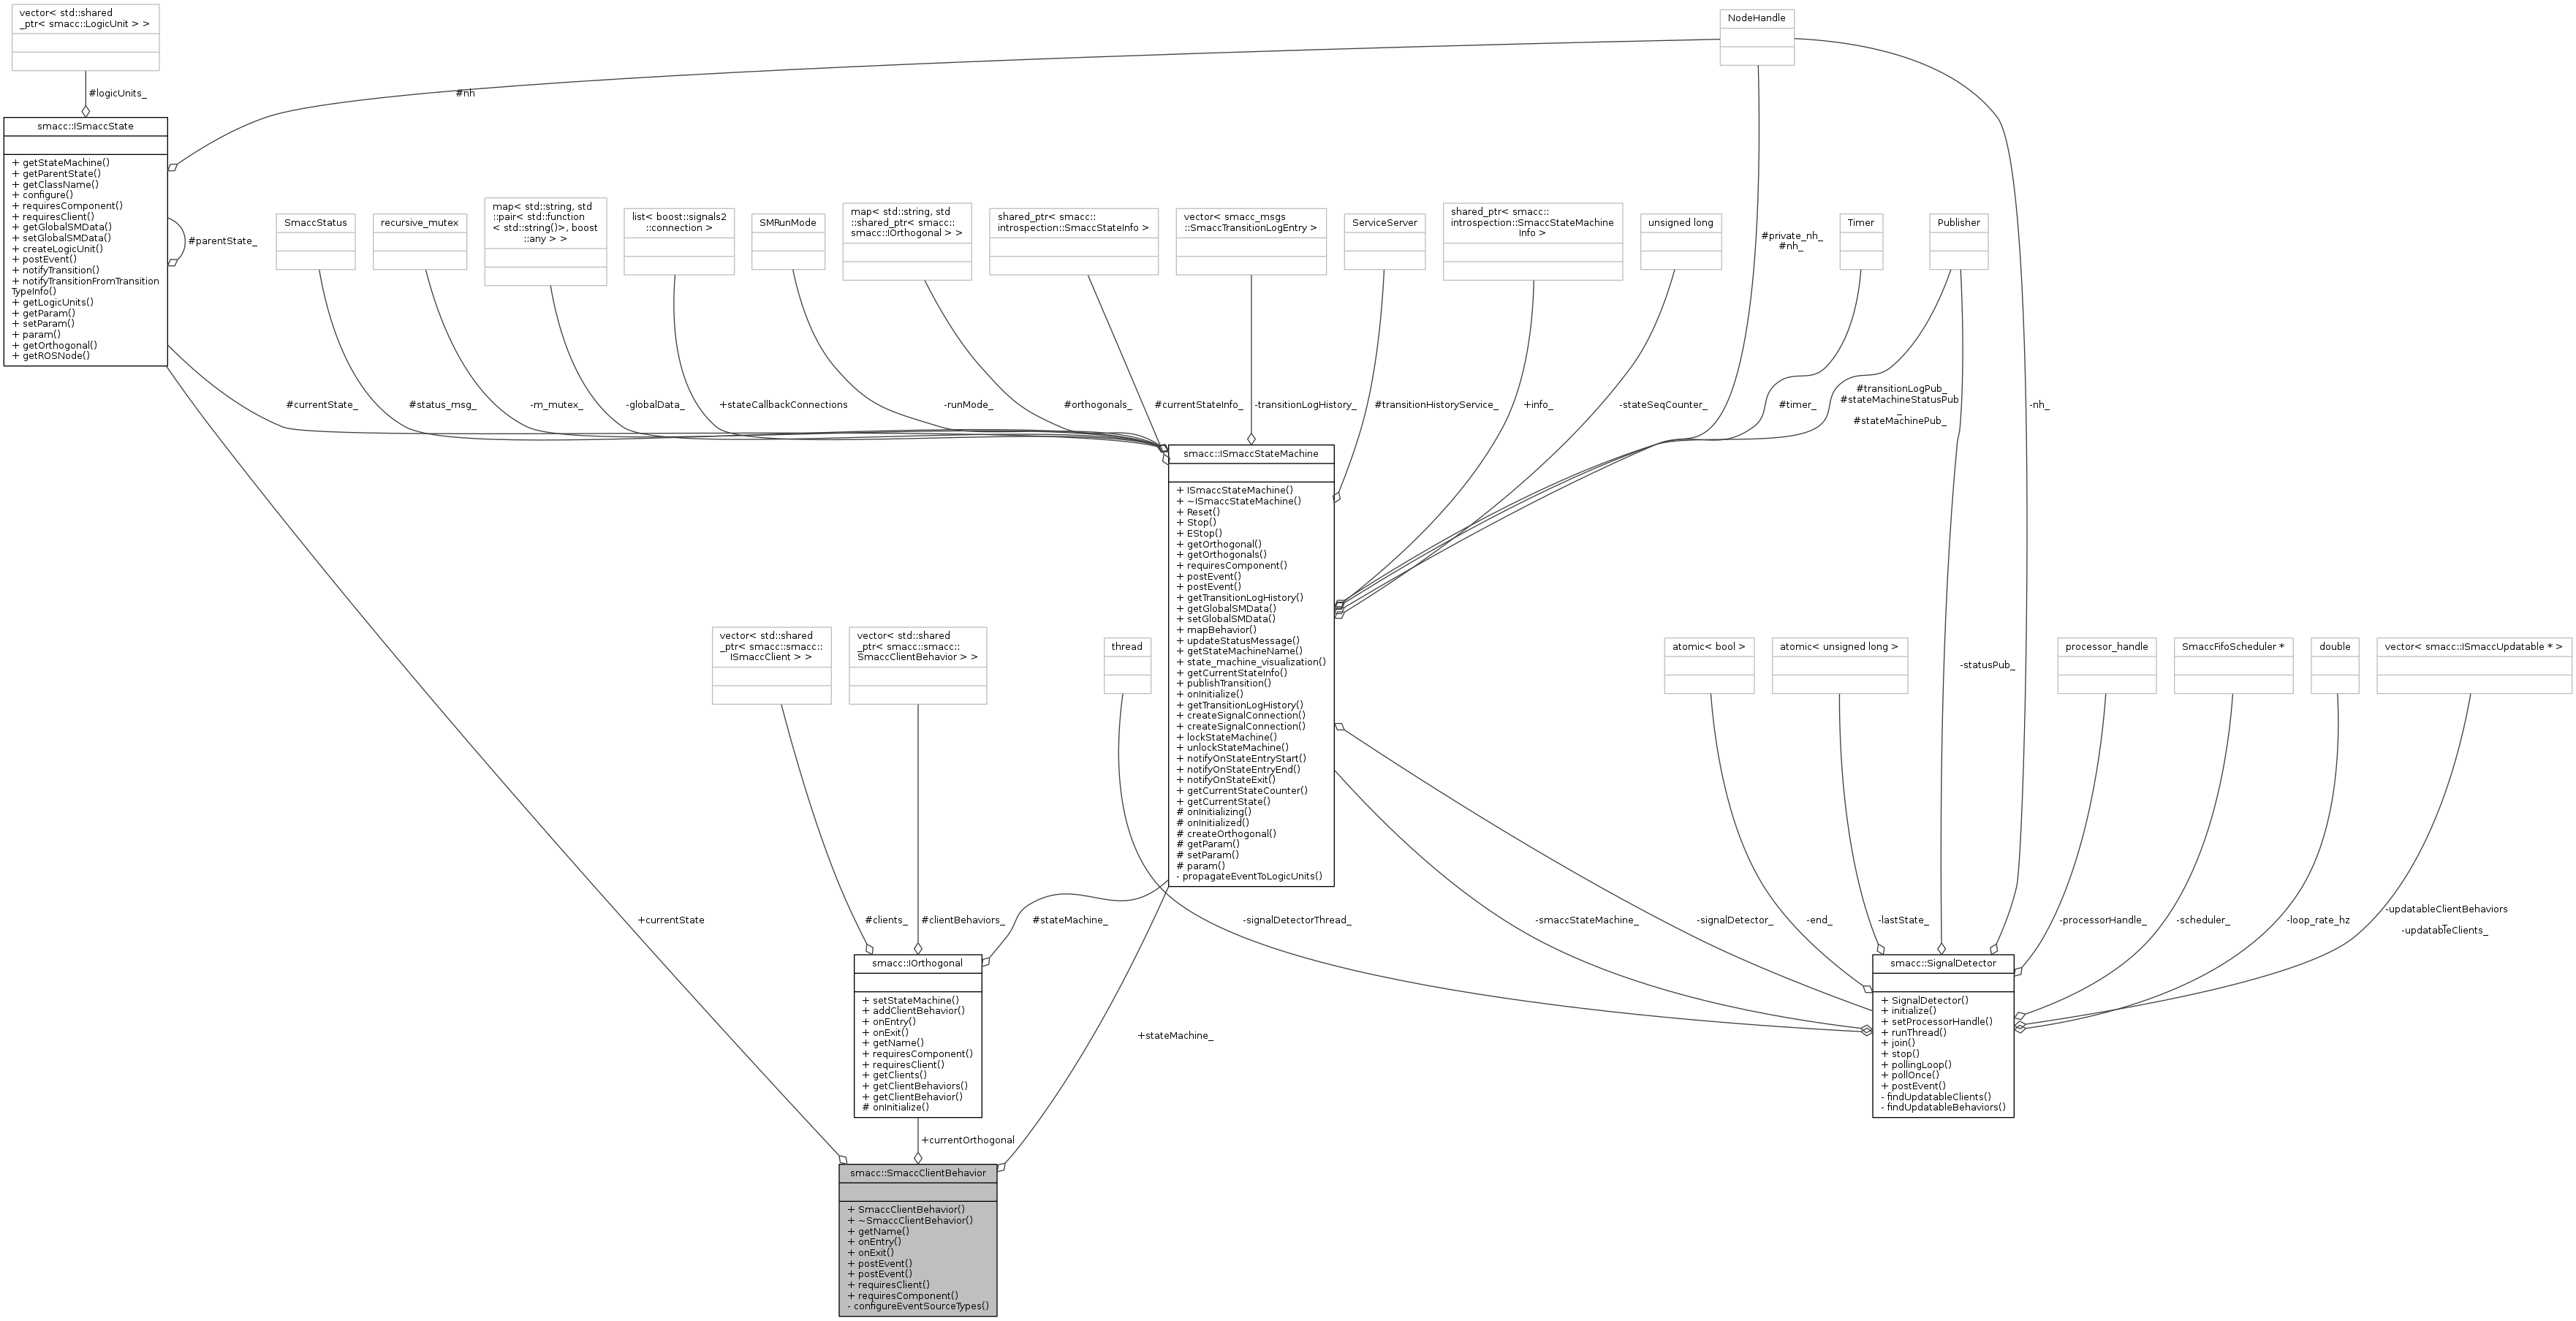 vector< std::shared
_ptr< smacc::LogicUnit > >
NodeHandle
#logicUnits_
#nh
smacc::ISmaccState
+ getStateMachine()
+ getParentState()
+ getClassName()
+ configure()
+ requiresComponent()
+ requiresClient()
+ getGlobalSMData()
+ setGlobalSMData()
+ createLogicUnit()
+ postEvent()
+ notifyTransition()
+ notifyTransitionFromTransition
TypeInfo()
+ getLogicUnits()
+ getParam()
+ setParam()
+ param()
+ getOrthogonal()
+ getROSNode()
#parentState_
SmaccStatus
recursive_mutex
map< std::string, std
::pair< std::function
< std::string()>, boost
::any > >
list< boost::signals2
::connection >
SMRunMode
map< std::string, std
::shared_ptr< smacc::
smacc::IOrthogonal > >
shared_ptr< smacc::
introspection::SmaccStateInfo >
vector< smacc_msgs
::SmaccTransitionLogEntry >
ServiceServer
shared_ptr< smacc::
introspection::SmaccStateMachine
Info >
unsigned long
#private_nh_
#nh_
Timer
Publisher
#currentState_
#status_msg_
-m_mutex_
-globalData_
+stateCallbackConnections
-runMode_
#orthogonals_
#currentStateInfo_
-transitionLogHistory_
#transitionHistoryService_
+info_
-stateSeqCounter_
#timer_
#transitionLogPub_
#stateMachineStatusPub
_
#stateMachinePub_
-nh_
smacc::ISmaccStateMachine
+ ISmaccStateMachine()
+ ~ISmaccStateMachine()
+ Reset()
+ Stop()
+ EStop()
+ getOrthogonal()
+ getOrthogonals()
+ requiresComponent()
+ postEvent()
+ postEvent()
+ getTransitionLogHistory()
+ getGlobalSMData()
+ setGlobalSMData()
+ mapBehavior()
+ updateStatusMessage()
+ getStateMachineName()
+ state_machine_visualization()
+ getCurrentStateInfo()
+ publishTransition()
+ onInitialize()
+ getTransitionLogHistory()
+ createSignalConnection()
+ createSignalConnection()
+ lockStateMachine()
+ unlockStateMachine()
+ notifyOnStateEntryStart()
+ notifyOnStateEntryEnd()
+ notifyOnStateExit()
+ getCurrentStateCounter()
+ getCurrentState()
# onInitializing()
# onInitialized()
# createOrthogonal()
# getParam()
# setParam()
# param()
- propagateEventToLogicUnits()
vector< std::shared
_ptr< smacc::smacc::
ISmaccClient > >
vector< std::shared
_ptr< smacc::smacc::
SmaccClientBehavior > >
thread
-statusPub_
atomic< bool >
atomic< unsigned long >
processor_handle
SmaccFifoScheduler *
double
vector< smacc::ISmaccUpdatable * >
+currentState
#clients_
#clientBehaviors_
#stateMachine_
-signalDetectorThread_
-smaccStateMachine_
-signalDetector_
-end_
-lastState_
-processorHandle_
-scheduler_
-loop_rate_hz
-updatableClientBehaviors
_
-updatableClients_
smacc::IOrthogonal
+ setStateMachine()
+ addClientBehavior()
+ onEntry()
+ onExit()
+ getName()
+ requiresComponent()
+ requiresClient()
+ getClients()
+ getClientBehaviors()
+ getClientBehavior()
# onInitialize()
smacc::SignalDetector
+ SignalDetector()
+ initialize()
+ setProcessorHandle()
+ runThread()
+ join()
+ stop()
+ pollingLoop()
+ pollOnce()
+ postEvent()
- findUpdatableClients()
- findUpdatableBehaviors()
+stateMachine_
+currentOrthogonal
smacc::SmaccClientBehavior
+ SmaccClientBehavior()
+ ~SmaccClientBehavior()
+ getName()
+ onEntry()
+ onExit()
+ postEvent()
+ postEvent()
+ requiresClient()
+ requiresComponent()
- configureEventSourceTypes()